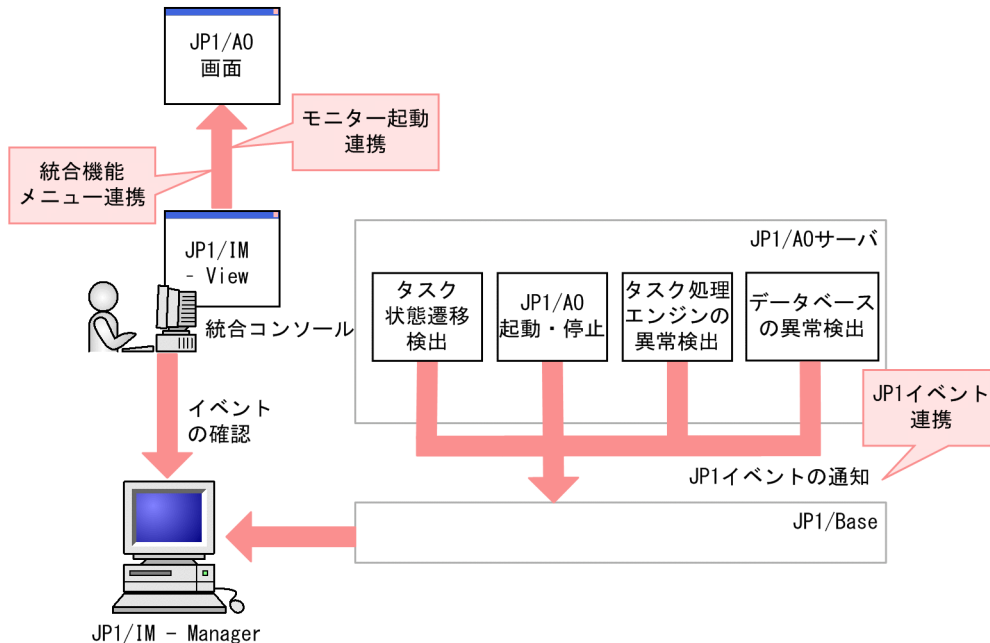 JP1/AO
画面
モニター起動
連携
統合機能
メニュー連携
JP1/IM
- View
統合コンソール
JP1/AOサーバ
タスク
状態遷移
検出
JP1/AO
起動・停止
タスク処理
エンジンの
異常検出
データベース
の異常検出
JP1イベント
連携
イベント
の確認
JP1イベントの通知
JP1/Base
JP1/IM - Manager